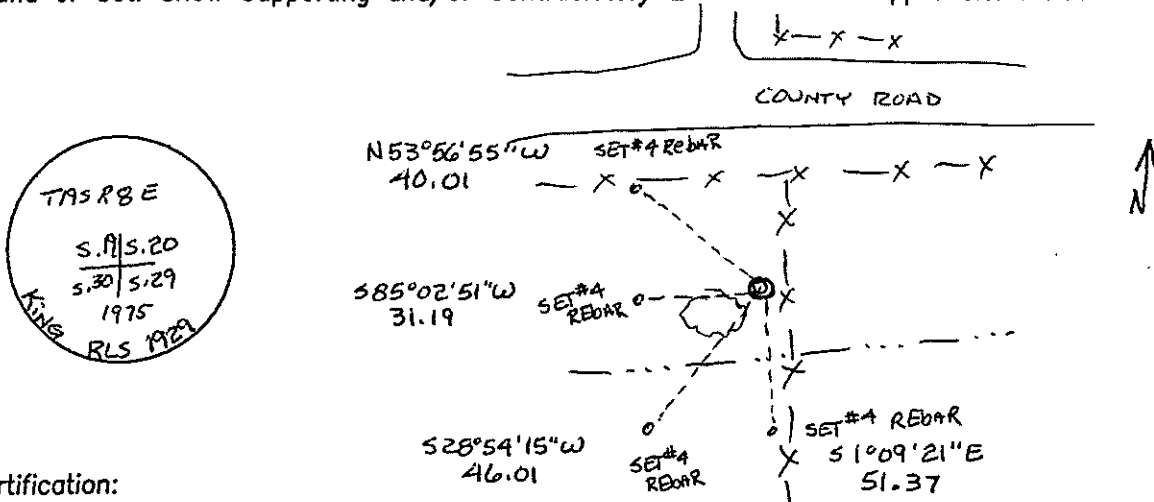 COUNTY ROAD
N53°56'55"W SET #4 REBAR
40.01
N
T19S R8E
S.19 S.20
S.30 S.29
1975
KING RLS 1929
S85°02'51"W SET #4
31.19 REBAR
SET #4 REBAR
S28°54'15"W SET #4 S 1°09'21"E
46.01 REBAR 51.37
rtification: